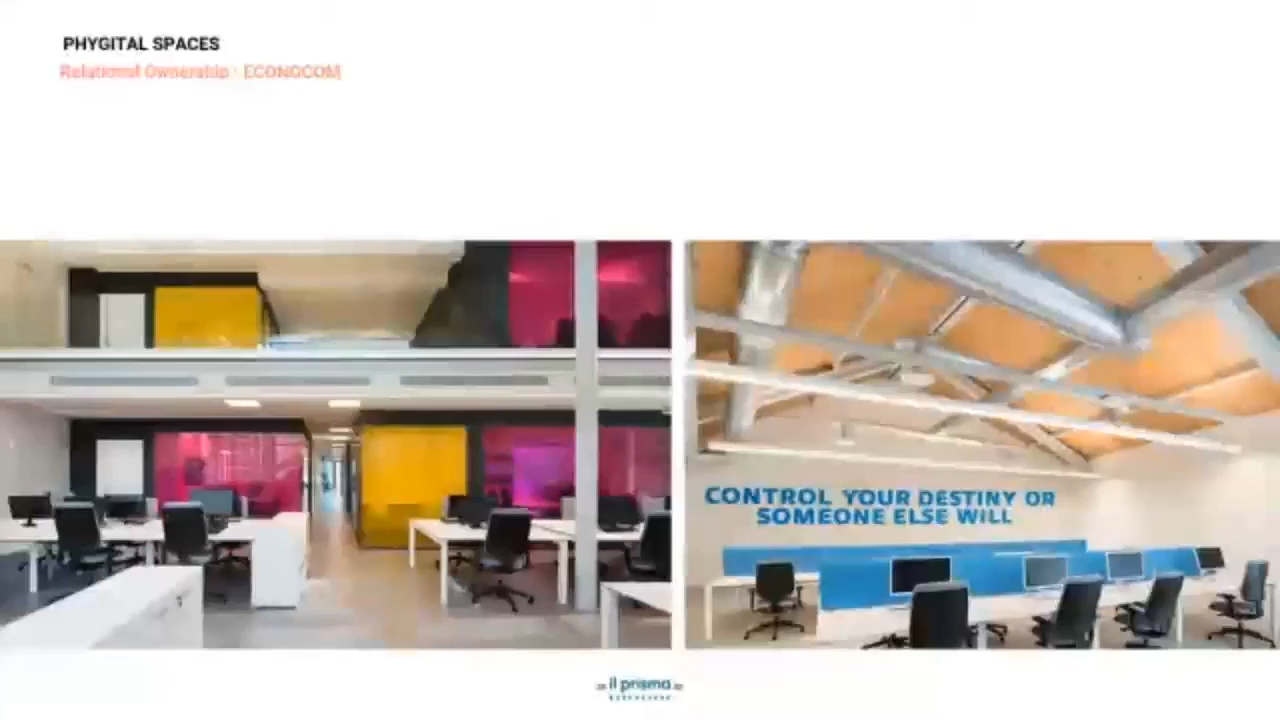 PHYGITAL SPACES
Relational Ownership · ECONOCOM
CONTROL YOUR DESTINY OR
SOMEONE ELSE WILL
il prisma